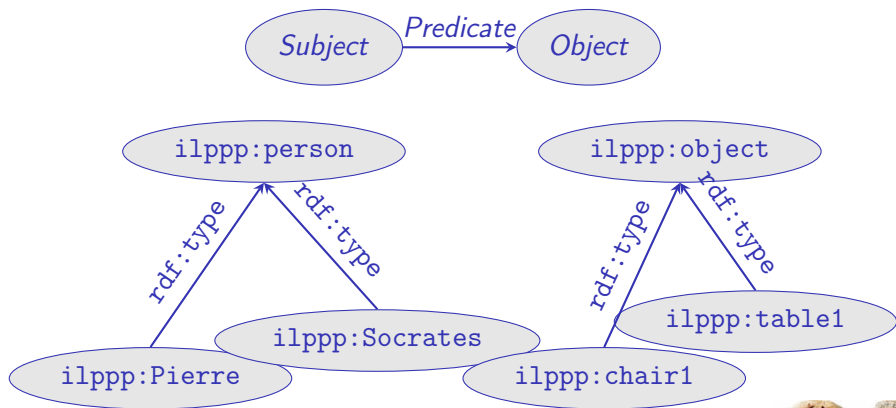 Subject Predicate Object
ilppp:person ilppp:object
rdf:type rdf:type rdf:type rdf:type
ilppp:Socrates ilppp:table1
ilppp:Pierre ilppp:chair1